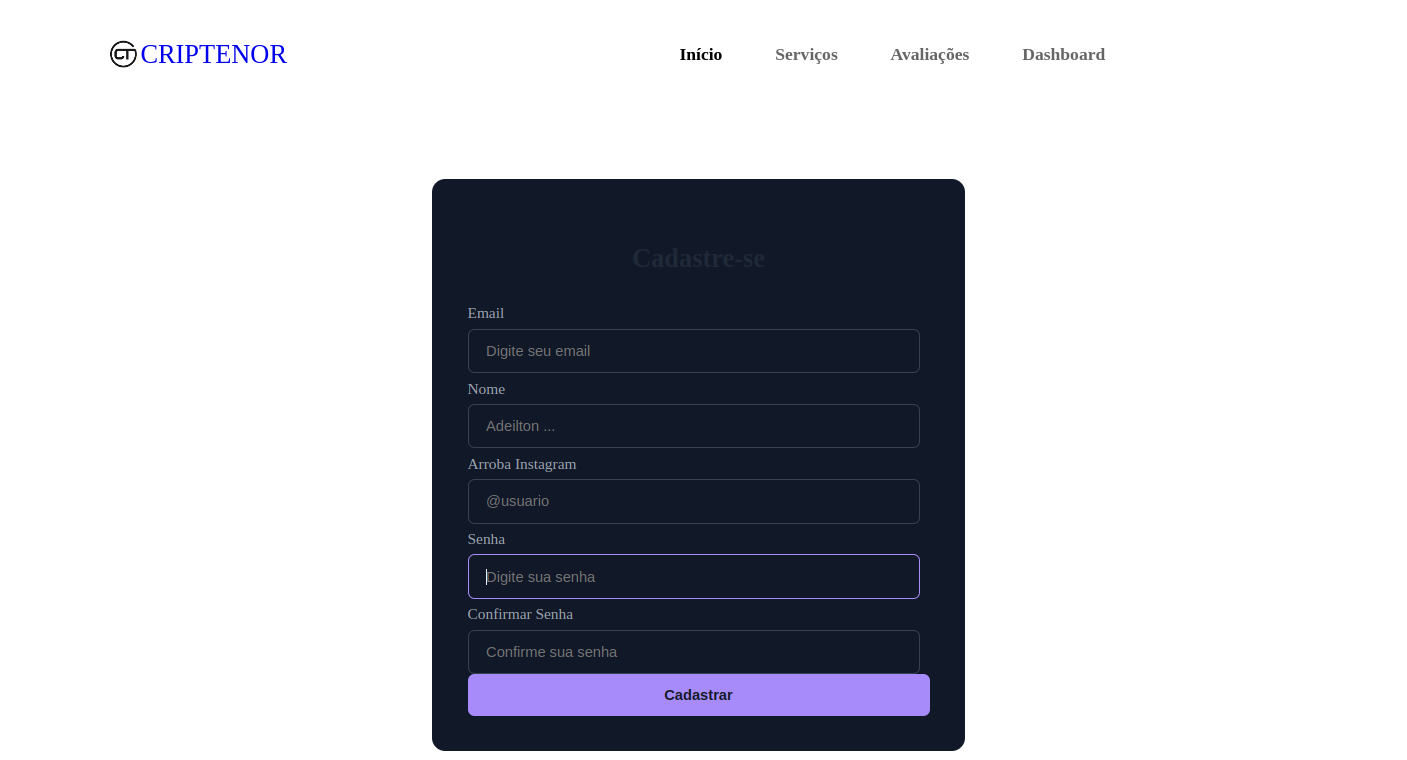 CRIPTENOR
Início Serviços Avaliações Dashboard
Cadastre-se
Email
Digite seu email
Nome
Adeilton ...
Arroba Instagram
@usuario
Senha
Digite sua senha
Confirmar Senha
Confirme sua senha
Cadastrar